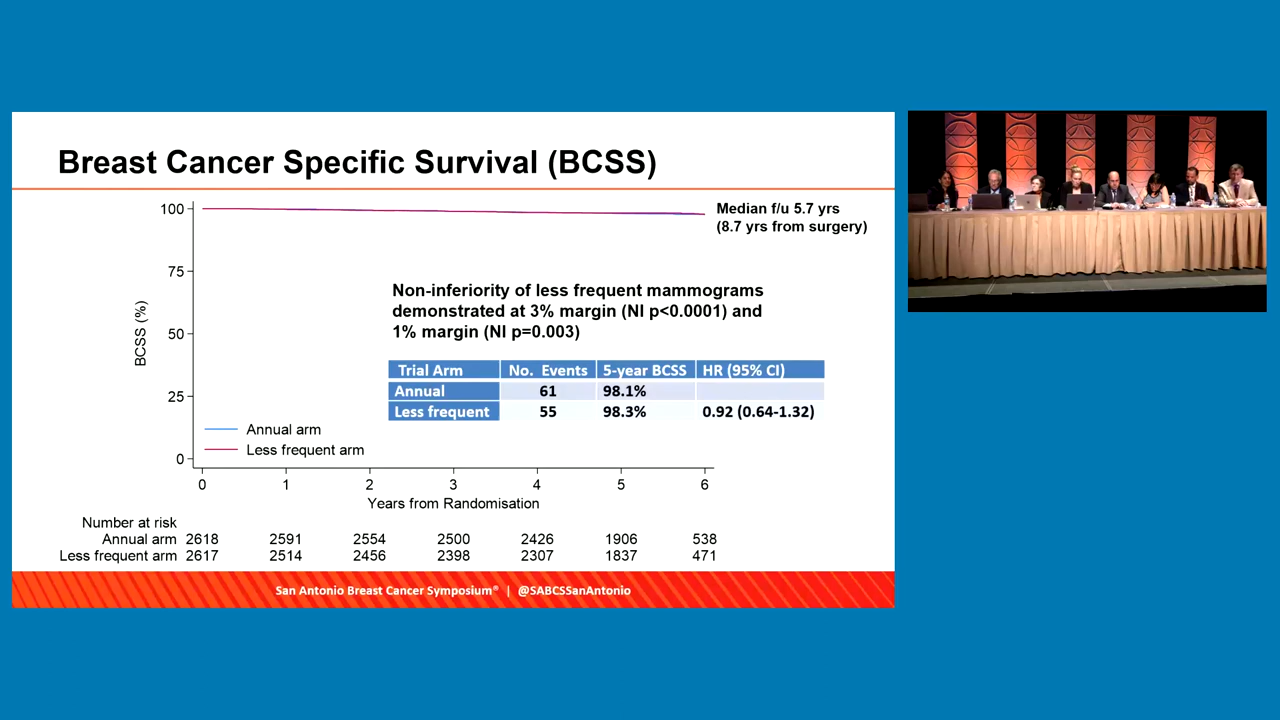 Breast Cancer Specific Survival (BCSS)
100
75
50
25
0
BCSS (%)
Median f/u 5.7 yrs
(8.7 yrs from surgery)
Non-inferiority of less frequent mammograms
demonstrated at 3% margin (NI p<0.0001) and
1% margin (NI p=0.003)
Trial Arm No. Events 5-year BCSS HR (95% CI)
Annual 61 98.1%
Less frequent 55 98.3% 0.92 (0.64-1.32)
Annual arm
Less frequent arm
0 1 2 3 4 5 6
Years from Randomisation
Number at risk
Annual arm 2618 2591 2554 2500 2426 1906 538
Less frequent arm 2617 2514 2456 2398 2307 1837 471
San Antonio Breast Cancer Symposium® | @SABCSSanAntonio